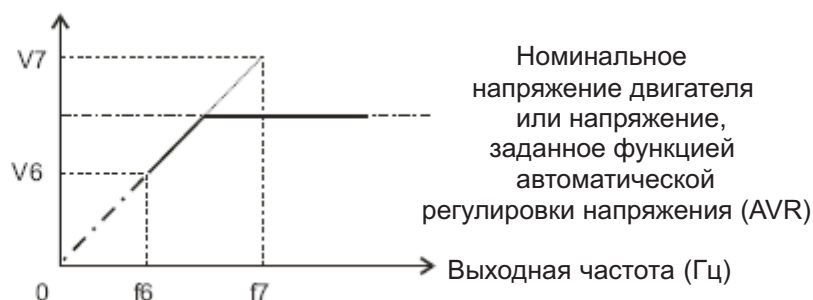 V7
Номинальное
напряжение двигателя
или напряжение,
заданное функцией
автоматической
регулировки напряжения (AVR)
V6
Выходная частота (Гц)
0 f6 f7